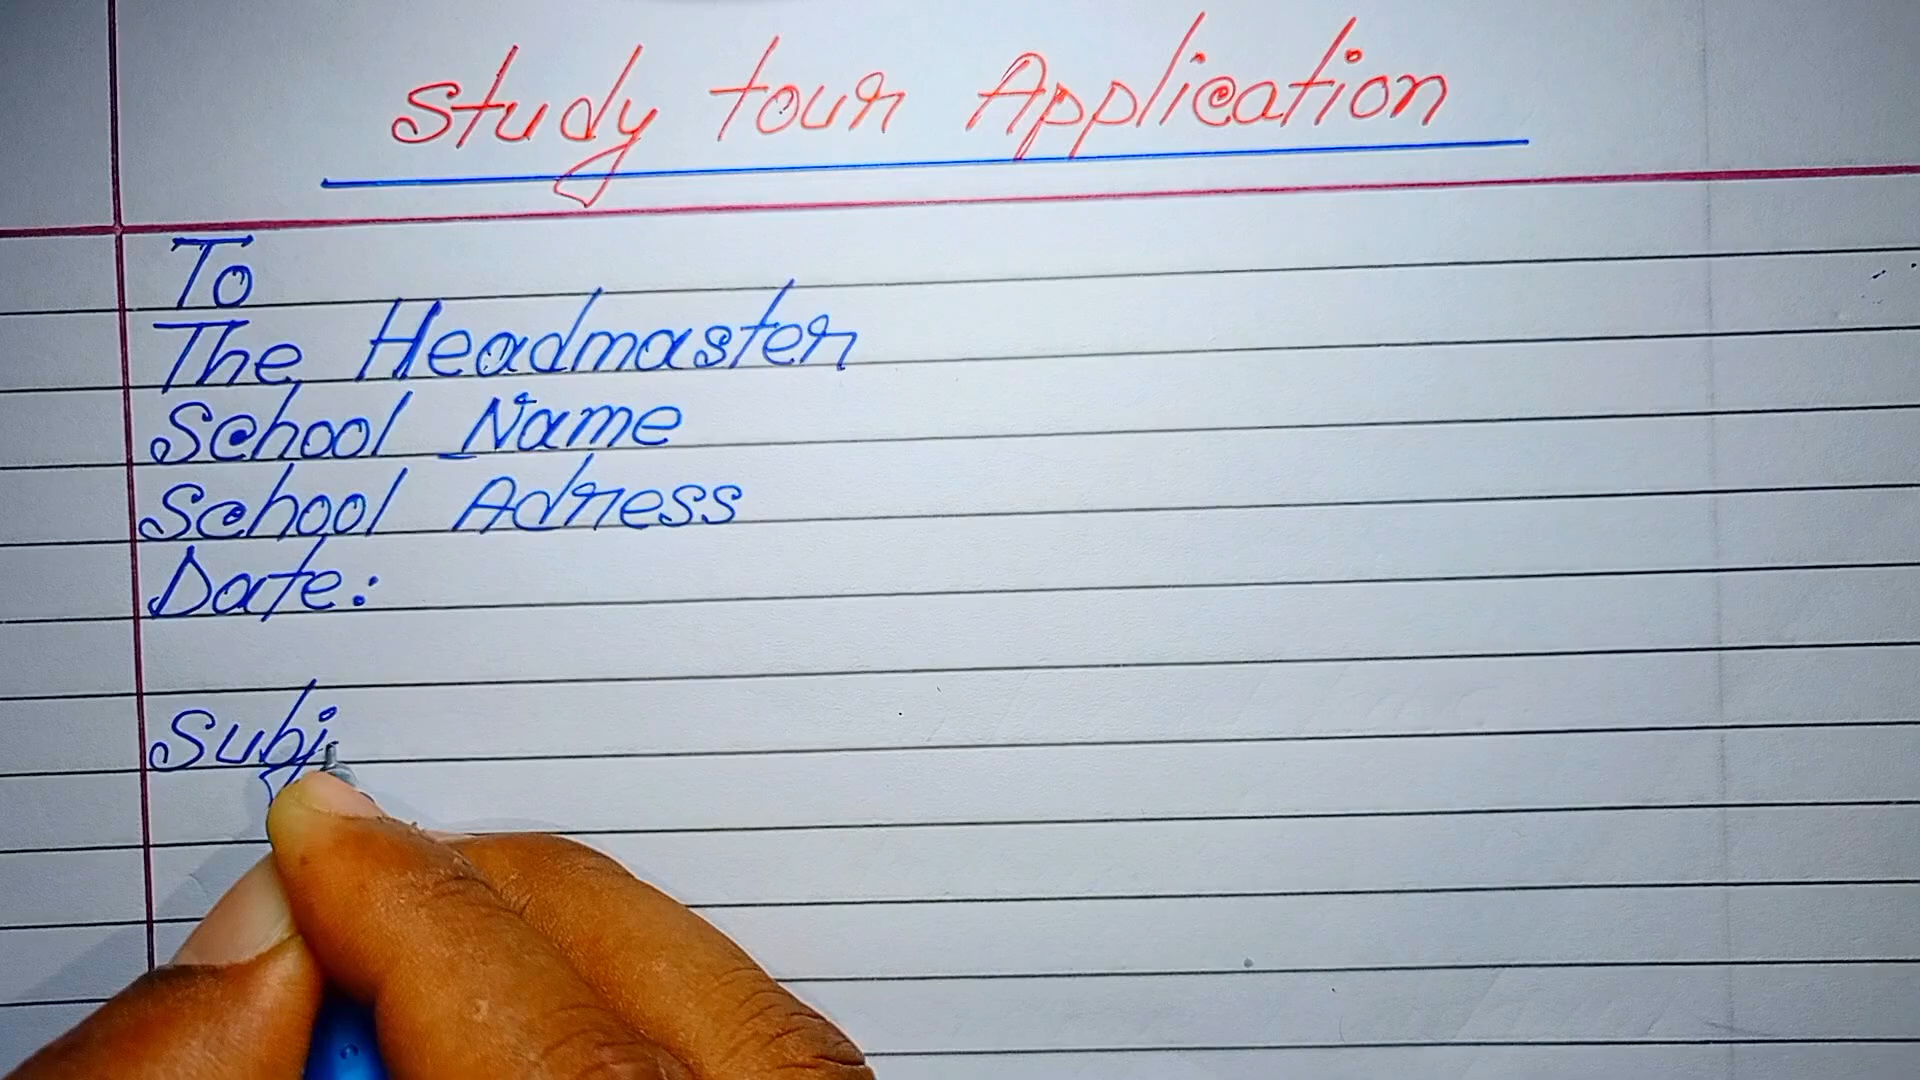 Study tour Application
To
The Headmaster
School Name
School Adress
Date:
Subj